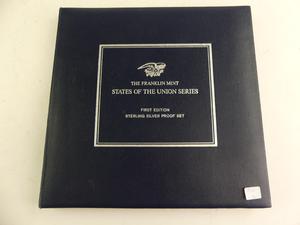 THE FRANKLIN MINT
STATES OF THE UNION SERIES
FIRST EDITION
STERLING SILVER PROOF SET